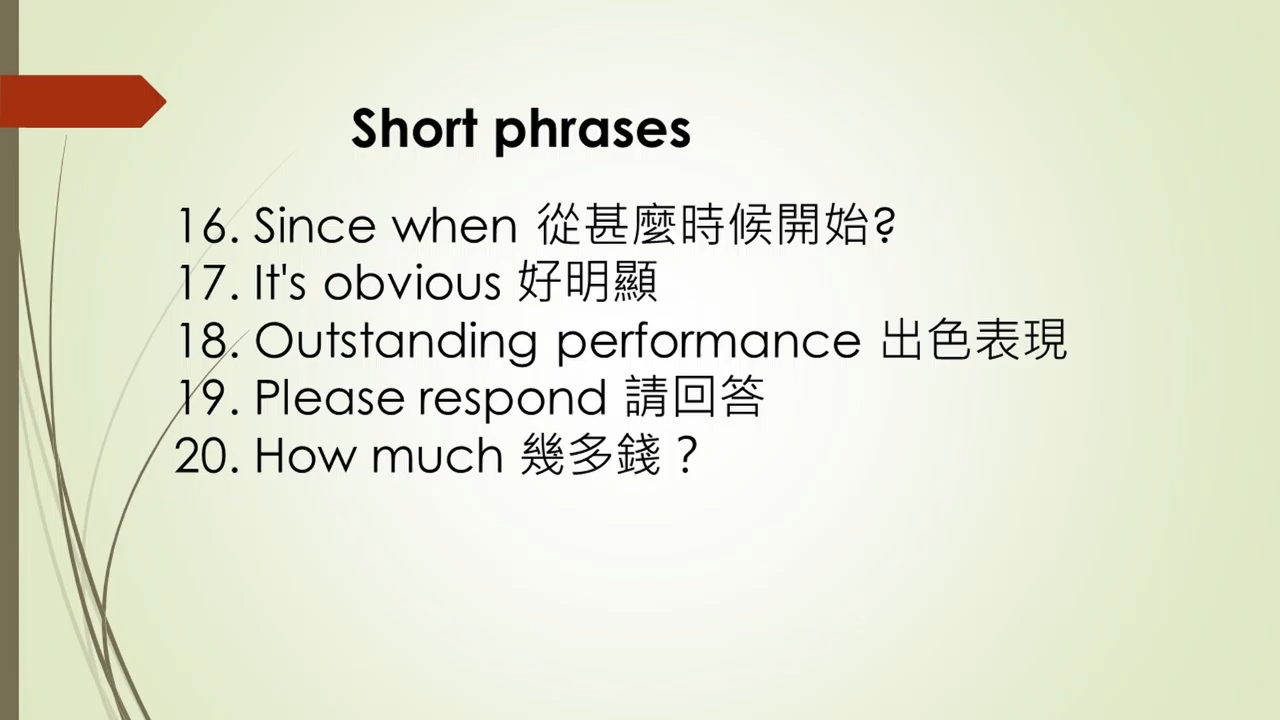 Short phrases
16. Since when 從甚麼時候開始?
17. It's obvious 好明顯
18. Outstanding performance 出色表現
19. Please respond 請回答
20. How much 幾多錢？